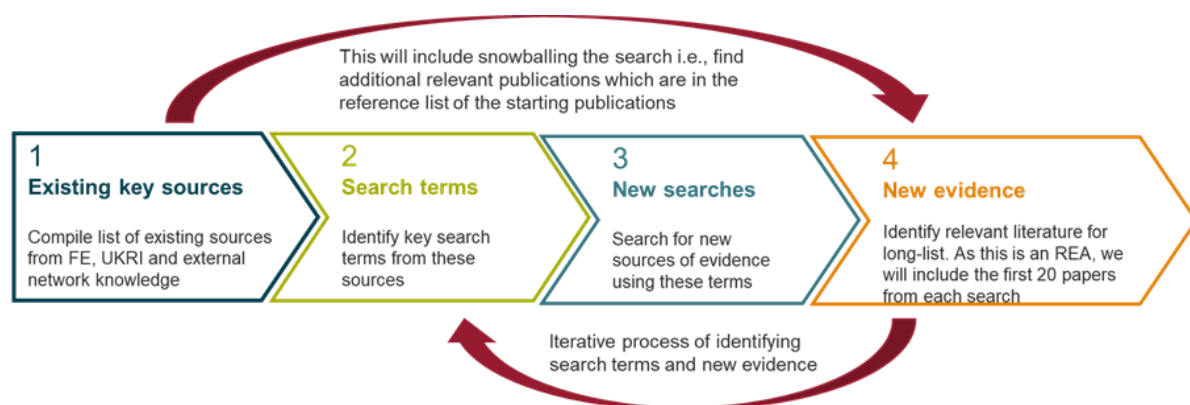 This will include snowballing the search i.e., find
additional relevant publications which are in the
reference list of the starting publications
1
Existing key sources
Compile list of existing sources
from FE, UKRI and external
network knowledge
2
Search terms
Identify key search
terms from these
sources
3
New searches
Search for new
sources of evidence
using these terms
4
New evidence
Identify relevant literature for
long-list. As this is an REA, we
will include the first 20 papers
from each search
Iterative process of identifying
search terms and new evidence